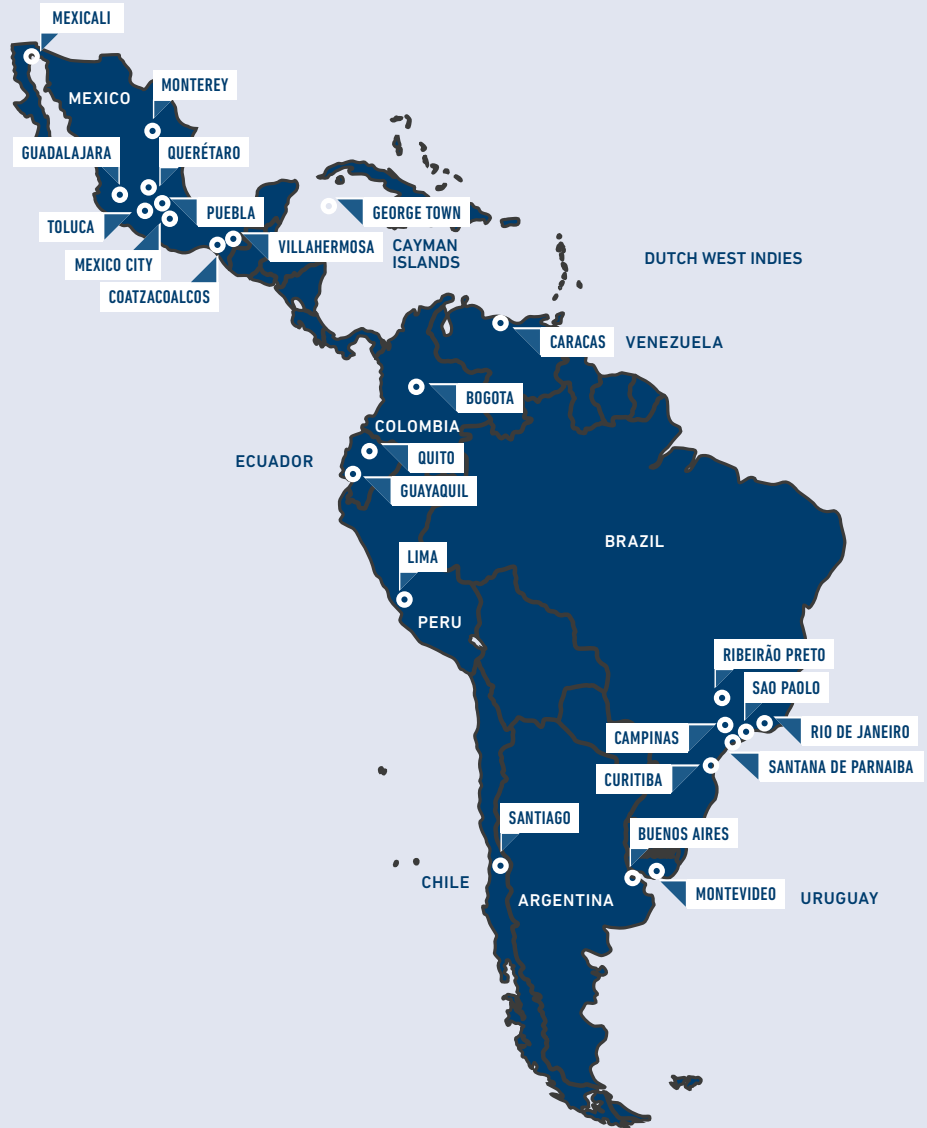 MEXICALI
MONTEREY
MEXICO
GUADALAJARA
QUERÉTARO
PUEBLA
GEORGE TOWN
TOLUCA
VILLAHERMOSA
CAYMAN
ISLANDS
DUTCH WEST INDIES
MEXICO CITY
COATZACOALCOS
CARACAS
VENEZUELA
BOGOTA
COLOMBIA
ECUADOR
QUITO
GUAYAQUIL
BRAZIL
LIMA
PERU
RIBEIRÃO PRETO
SAO PAOLO
CAMPINAS
RIO DE JANEIRO
SANTANA DE PARNAIBA
CURITIBA
SANTIAGO
BUENOS AIRES
CHILE
ARGENTINA
MONTEVIDEO
URUGUAY